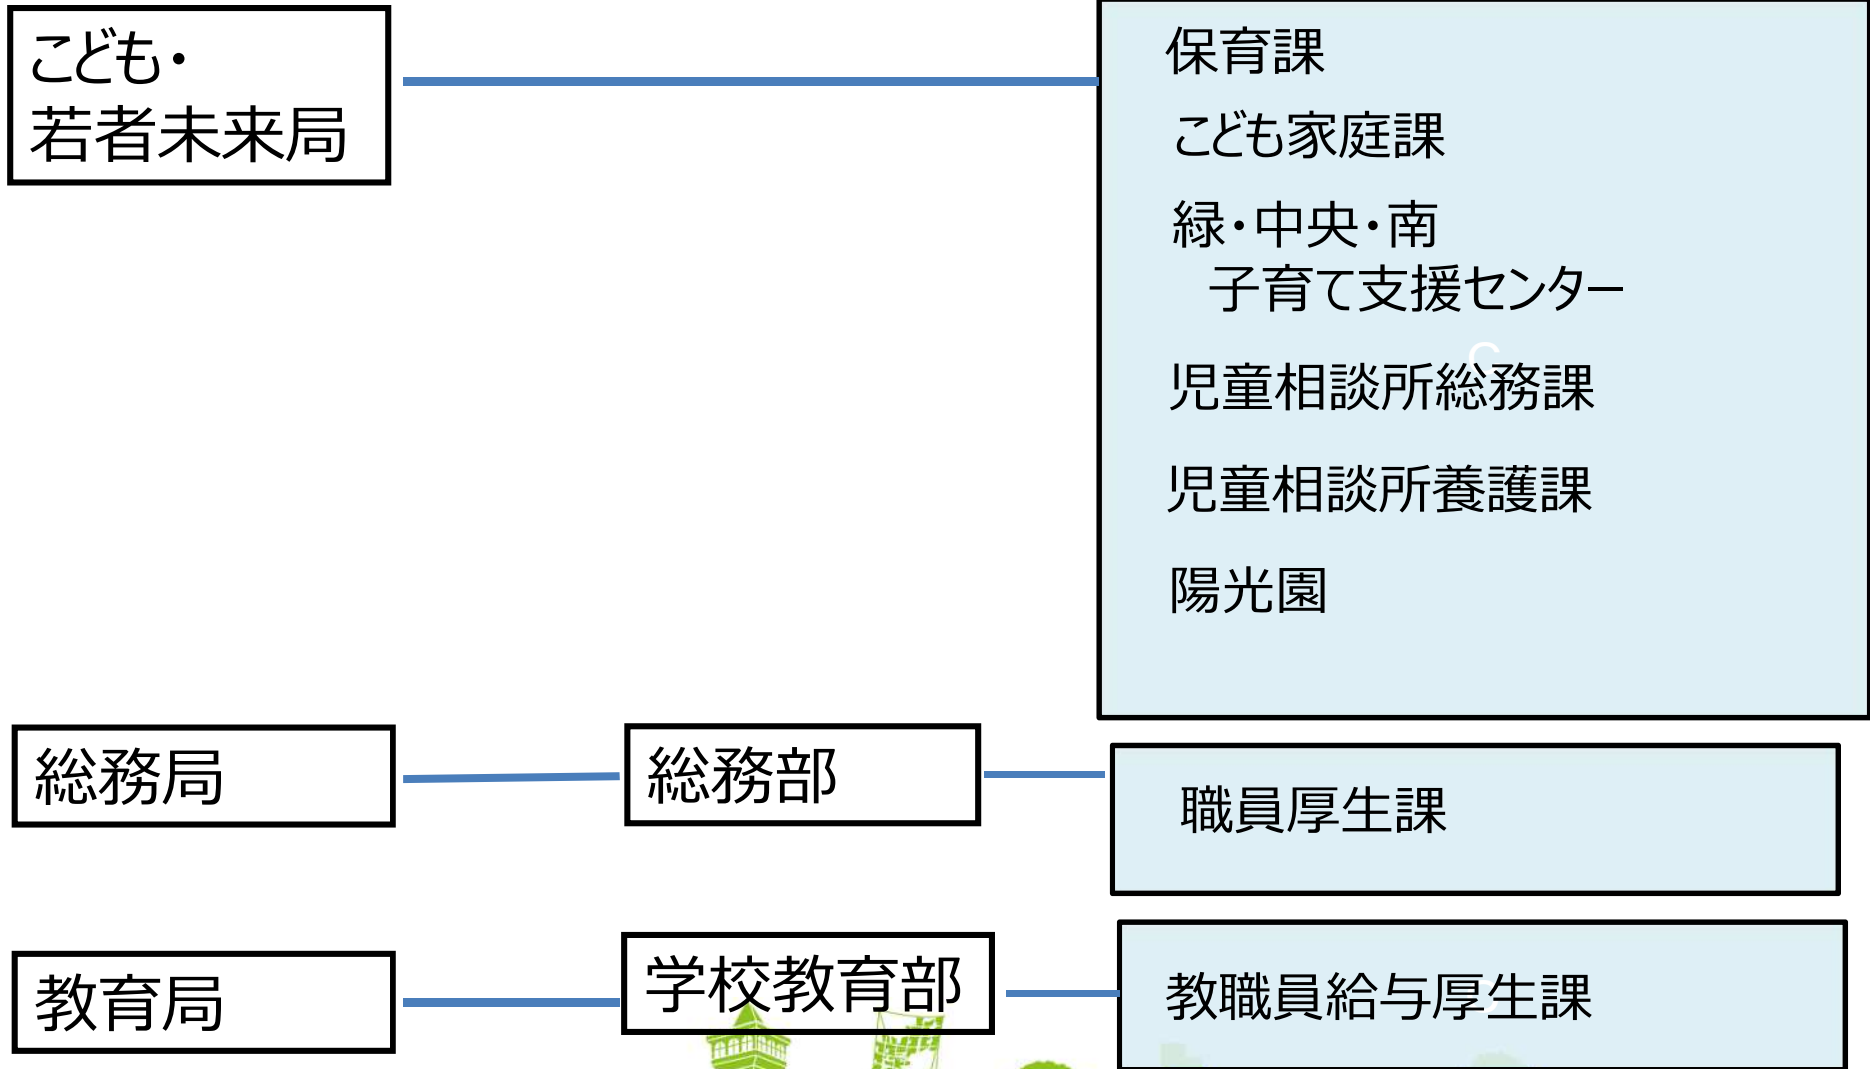 こども・
若者未来局
保育課
こども家庭課
緑・中央・南
子育て支援センター
児童相談所総務課
児童相談所養護課
陽光園
総務局
総務部
職員厚生課
教育局
学校教育部
教職員給与厚生課